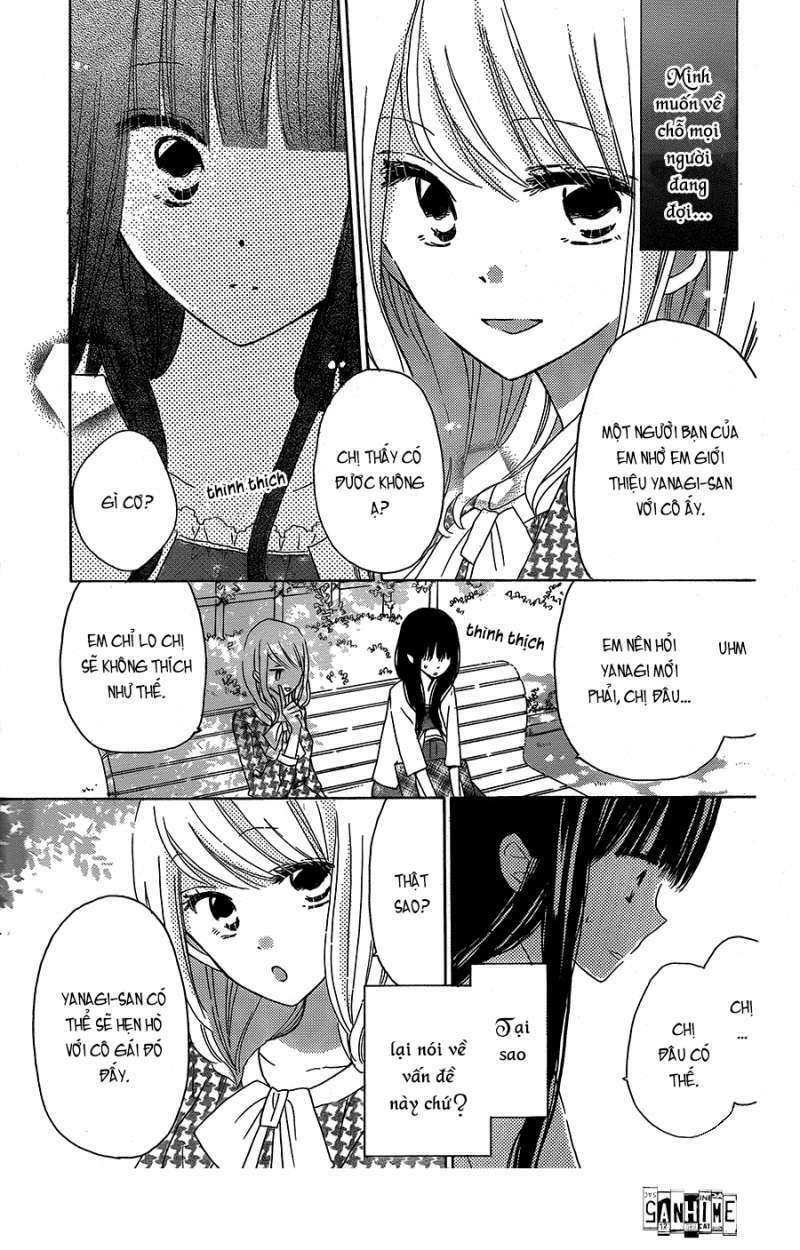 Mình
muốn về
chỗ mọi
người
đang
đợi...
MỘT NGƯỜI BẠN CỦA
EM NHỜ EM GIỚI
THIỆU YANAGI-SAN
VỚI CÔ ẤY.
CHỊ THẤY CÓ
ĐƯỢC KHÔNG
Ạ?
thình thịch
GÌ CƠ?
UHM
EM NÊN HỎI
YANAGI MỚI
PHẢI, CHỊ ĐÂU...
thình thịch
EM CHỈ LO CHỊ
SẼ KHÔNG THÍCH
NHƯ THẾ.
CHỊ
...
CHỊ
ĐÂU CÓ
THẾ.
THẬT
SAO?
YANAGI-SAN CÓ
THỂ SẼ HẸN HÒ
VỚI CÔ GÁI ĐÓ
ĐẤY.
Tại
sao
lại nói về
vấn đề
này chứ?
SANHIME